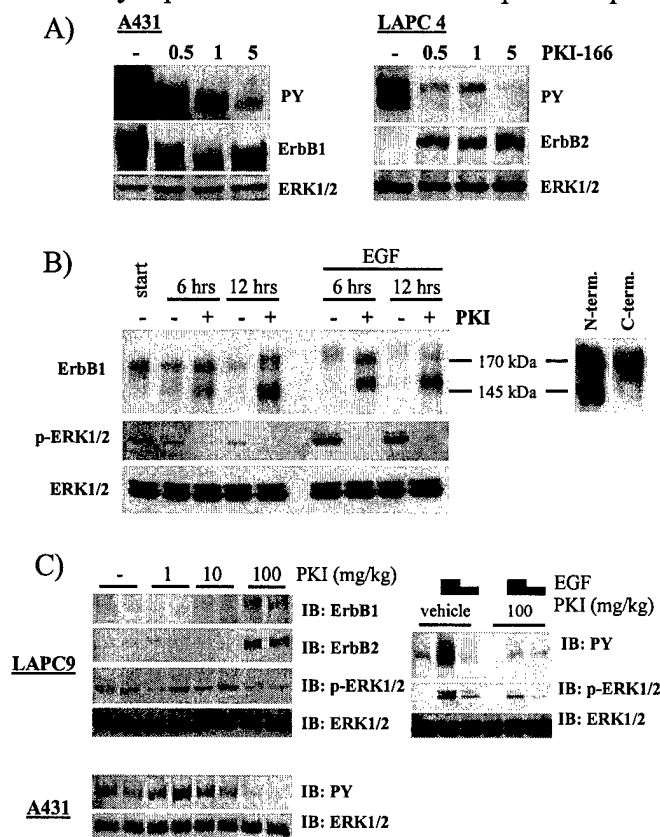 A)
A431
LAPC 4
- 0.5 1 5
- 0.5 1 5 PKI-166
PY
PY
ErbB1
ErbB2
ERK1/2
ERK1/2
B)
EGF
start
6 hrs 12 hrs
6 hrs 12 hrs
- - + - +
- + - + PKI
N-term.
C-term.
ErbB1
170 kDa
145 kDa
p-ERK1/2
ERK1/2
C)
- 1 10 100 PKI (mg/kg)
EGF
vehicle 100 PKI (mg/kg)
LAPC9
IB: ErbB1
IB: ErbB2
IB: p-ERK1/2
IB: ERK1/2
IB: PY
IB: p-ERK1/2
IB: ERK1/2
A431
IB: PY
IB: ERK1/2